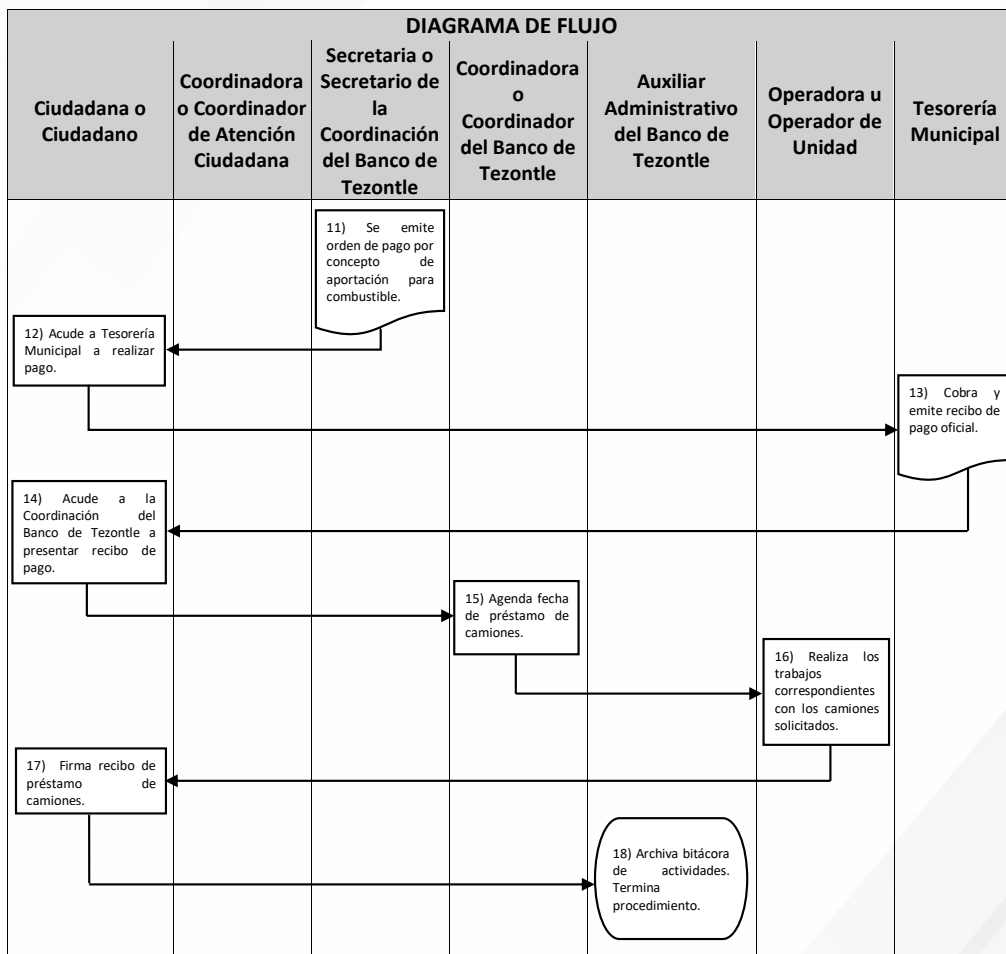 DIAGRAMA DE FLUJO
Ciudadana o
Ciudadano
Coordinadora
o Coordinador
de Atención
Ciudadana
Secretaria o
Secretario de
la
Coordinación
del Banco de
Tezontle
Coordinadora
o
Coordinador
del Banco de
Tezontle
Auxiliar
Administrativo
del Banco de
Tezontle
Operadora u
Operador de
Unidad
Tesorería
Municipal
11) Se emite
orden de pago por
concepto de
aportación para
combustible.
12) Acude a Tesorería
Municipal a realizar
pago.
13) Cobra y
emite recibo de
pago oficial.
14) Acude a la
Coordinación del
Banco de Tezontle a
presentar recibo de
pago.
15) Agenda fecha
de préstamo de
camiones.
16) Realiza los
trabajos
correspondientes
con los camiones
solicitados.
17) Firma recibo de
préstamo de
camiones.
18) Archiva bitácora
de actividades.
Termina
procedimiento.